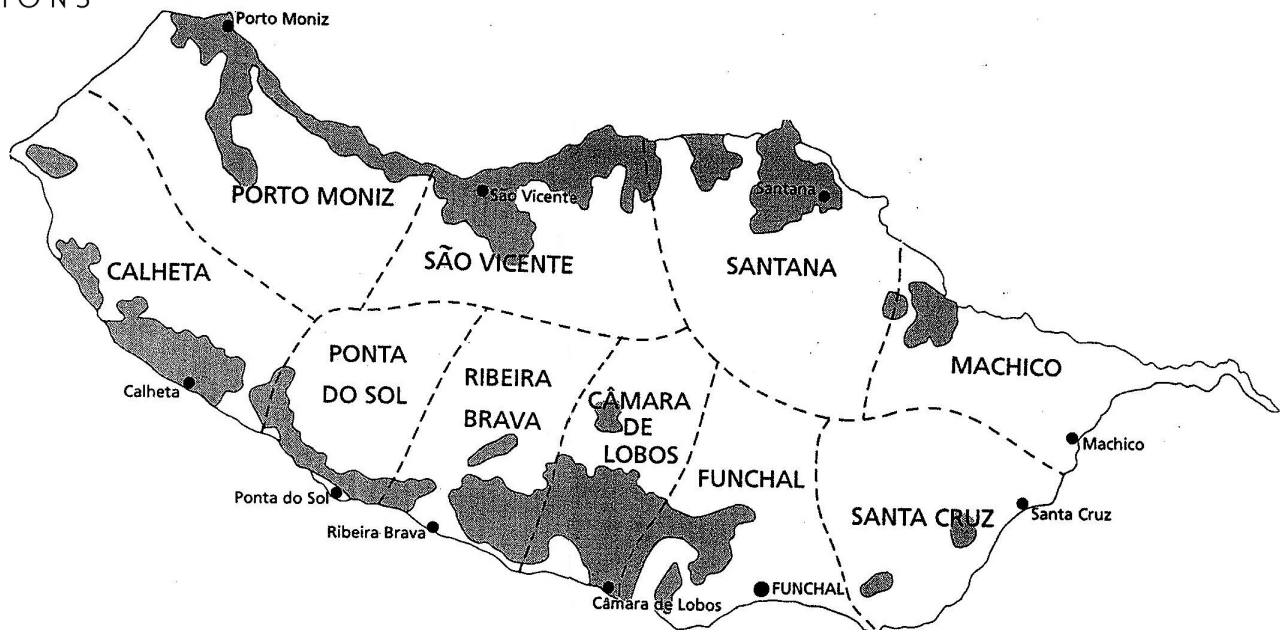 Porto Moniz
PORTO MONIZ
São Vicente
SÃO VICENTE
Santana
SANTANA
CALHETA
Calheta
PONTA
DO SOL
Ponta do Sol
RIBEIRA
BRAVA
Ribeira Brava
CÂMARA
DE
LOBOS
Câmara de Lobos
FUNCHAL
FUNCHAL
MACHICO
Machico
SANTA CRUZ
Santa Cruz